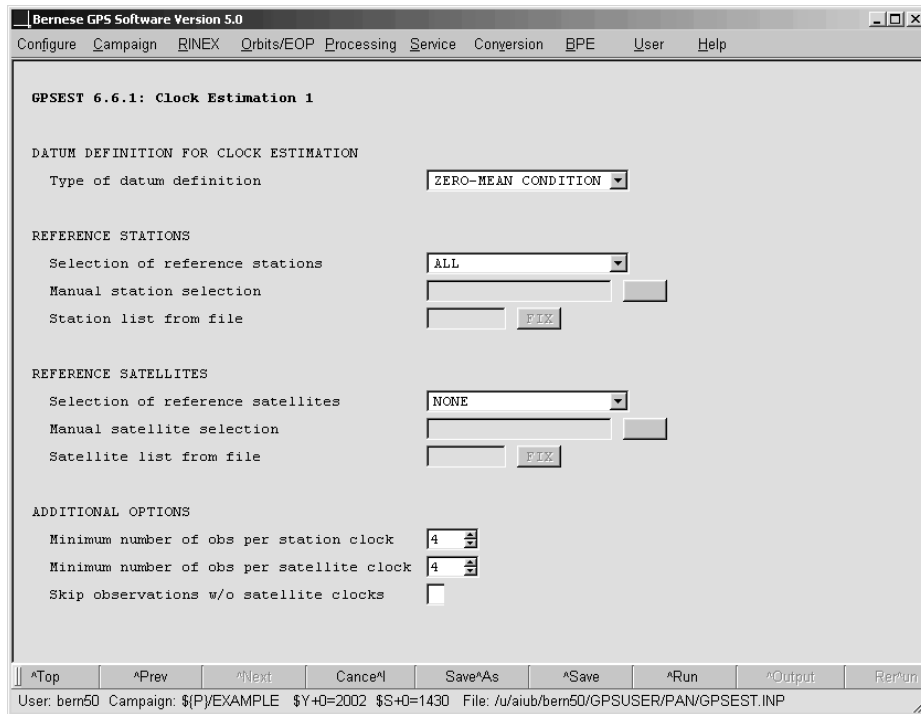 Bernese GPS Software Version 5.0
Configure Campaign RINEX Orbits/EOP Processing Service Conversion BPE User Help
GPSEST 6.6.1: Clock Estimation 1
DATUM DEFINITION FOR CLOCK ESTIMATION
Type of datum definition ZERO-MEAN CONDITION
REFERENCE STATIONS
Selection of reference stations ALL
Manual station selection
Station list from file FIX
REFERENCE SATELLITES
Selection of reference satellites NONE
Manual satellite selection
Satellite list from file FIX
ADDITIONAL OPTIONS
Minimum number of obs per station clock 4
Minimum number of obs per satellite clock 4
Skip observations w/o satellite clocks
^Top ^Prev ^Next Cance^l Save^As ^Save ^Run ^Output Rer^un
User: bern50 Campaign: ${P}/EXAMPLE $Y+0=2002 $S+0=1430 File: /u/aiub/bern50/GPSUSER/PAN/GPSEST.INP